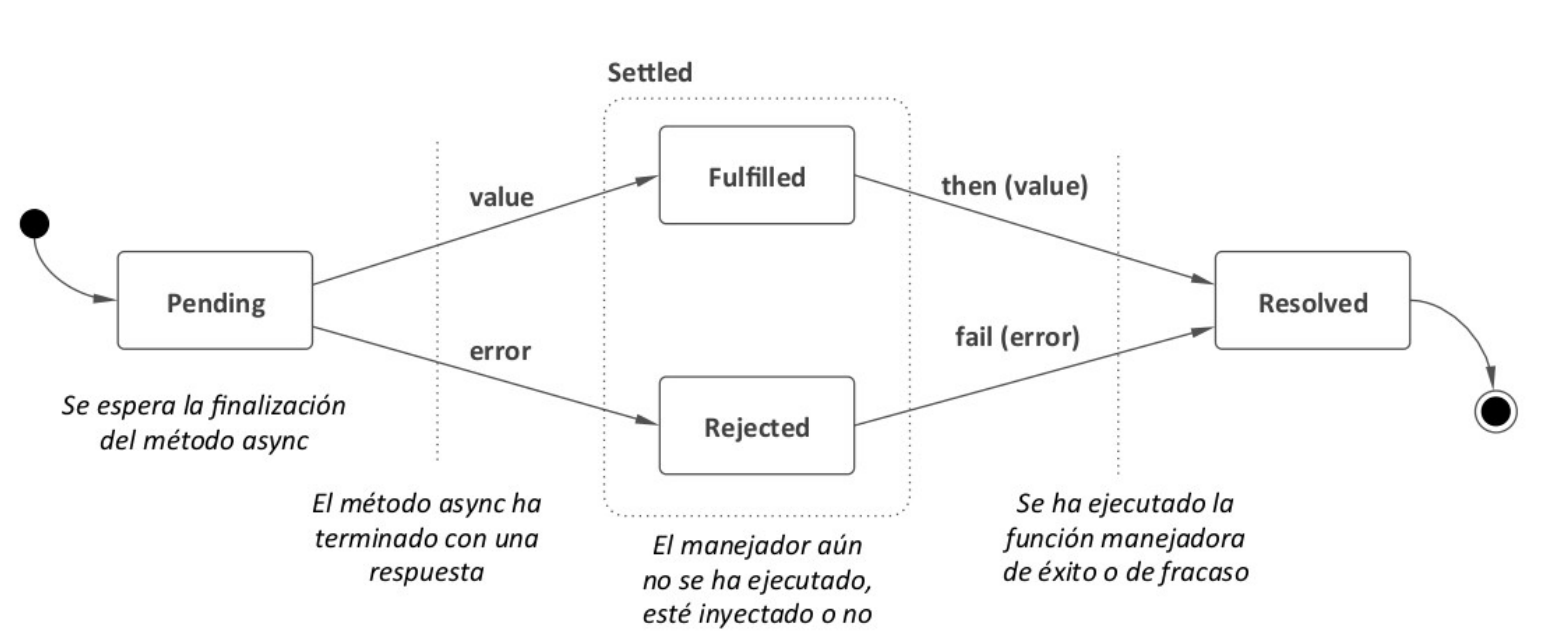 Settled
Fulfilled
value
then (value)
Pending
Resolved
error
fail (error)
Rejected
Se espera la finalización
del método async
El método async ha
terminado con una
respuesta
El manejador aún
no se ha ejecutado,
esté inyectado o no
Se ha ejecutado la
función manejadora
de éxito o de fracaso